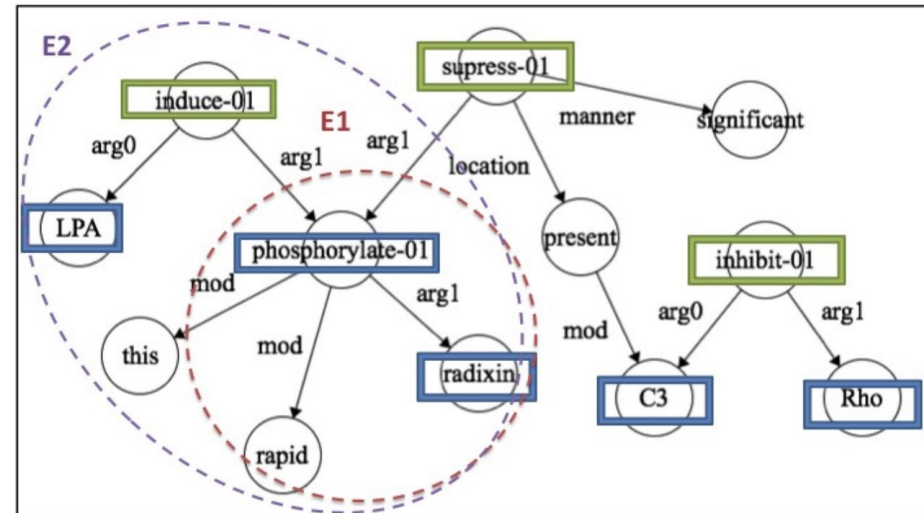 E2
supress-01
induce-01
E1
manner
significant
arg0
arg1
arg1
location
LPA
phosphorylate-01
present
inhibit-01
mod
arg1
arg0
arg1
this
mod
mod
radixin
C3
Rho
rapid